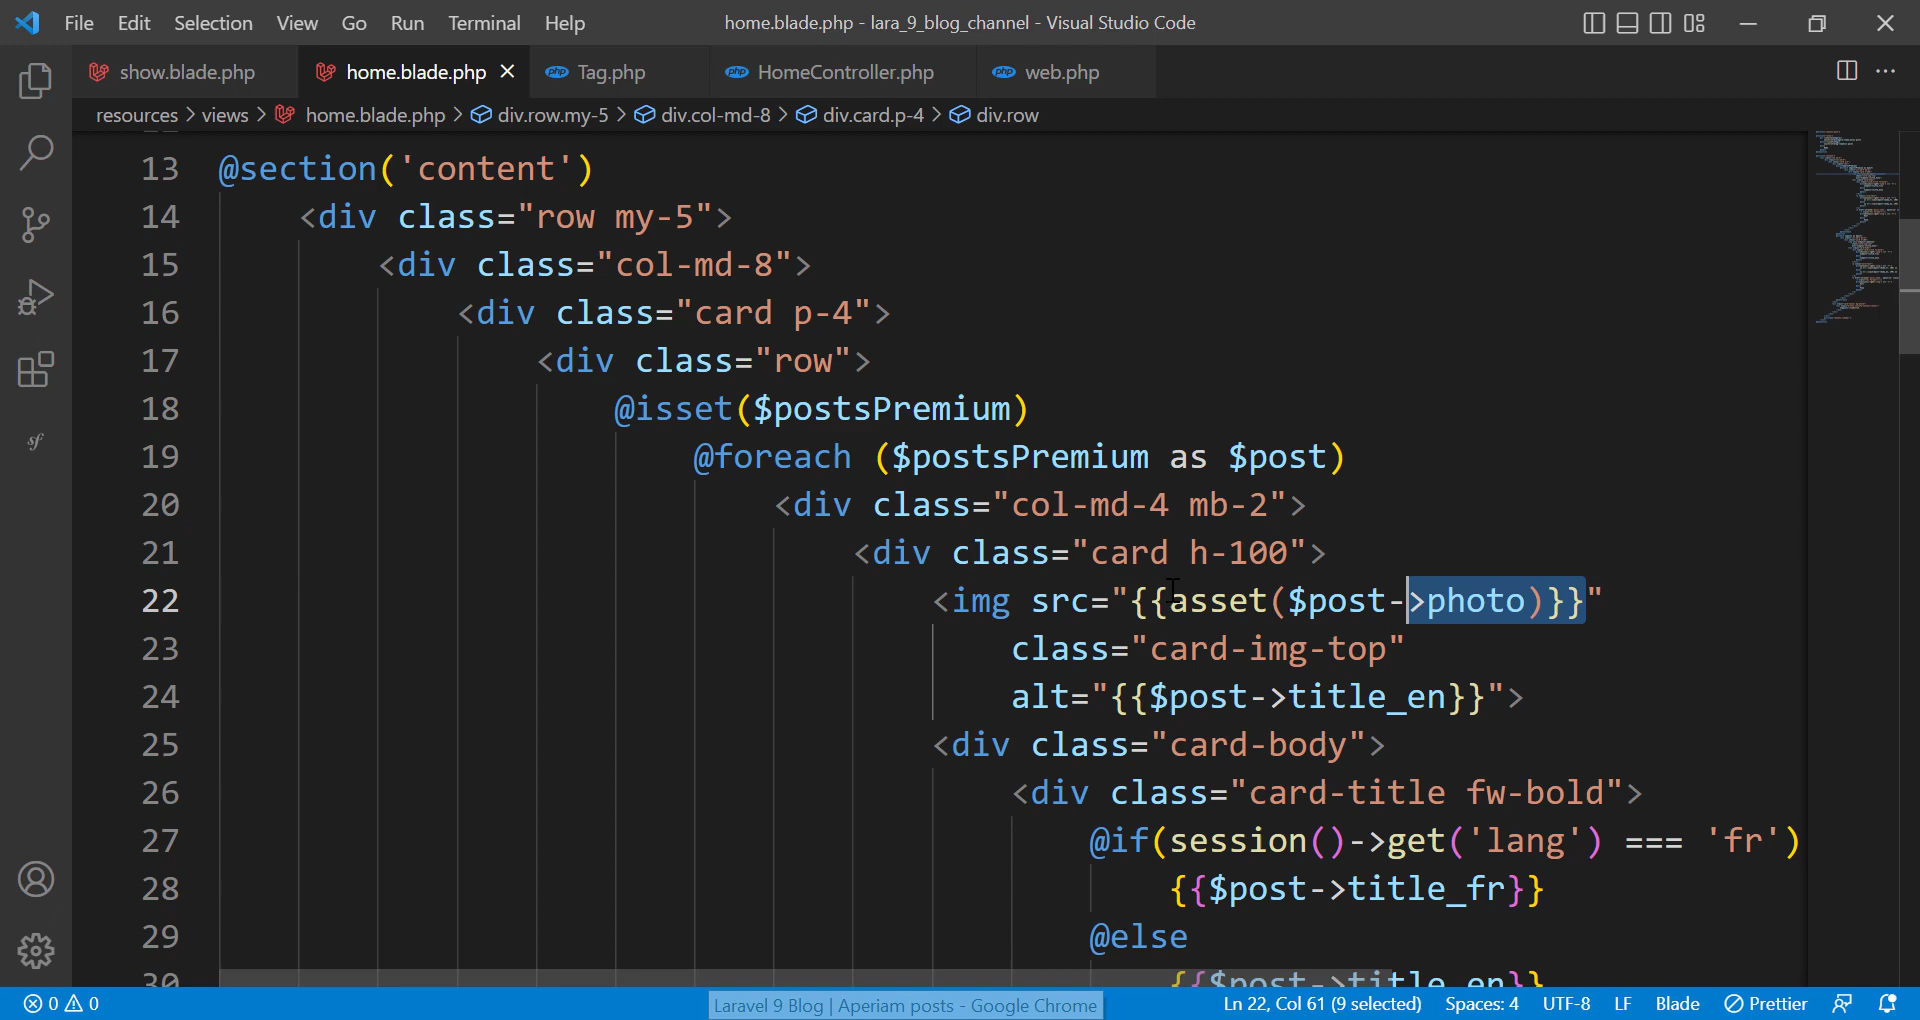 File Edit Selection View Go Run Terminal Help home.blade.php - lara_9_blog_channel - Visual Studio Code
show.blade.php home.blade.php Tag.php HomeController.php web.php
resources > views > home.blade.php > div.row.my-5 > div.col-md-8 > div.card.p-4 > div.row
13 @section('content')
14 <div class="row my-5">
15 <div class="col-md-8">
16 <div class="card p-4">
17 <div class="row">
18 @isset($postsPremium)
19 @foreach ($postsPremium as $post)
20 <div class="col-md-4 mb-2">
21 <div class="card h-100">
22 <img src="{{asset($post->photo)}}"
23 class="card-img-top"
24 alt="{{$post->title_en}}">
25 <div class="card-body">
26 <div class="card-title fw-bold">
27 @if(session()->get('lang') === 'fr')
28 {{$post->title_fr}}
29 @else
30 {{$post->title_en}}
0 0 Laravel 9 Blog | Aperiam posts - Google Chrome Ln 22, Col 61 (9 selected) Spaces: 4 UTF-8 LF Blade Prettier